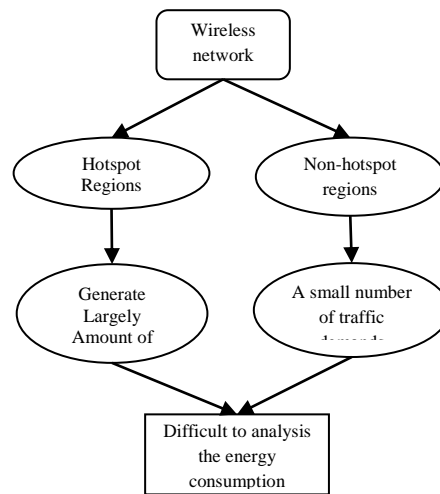 Wireless
network
Hotspot
Regions
Non-hotspot
regions
Generate
Largely
Amount of
A small number
of traffic
demands
Difficult to analysis
the energy
consumption